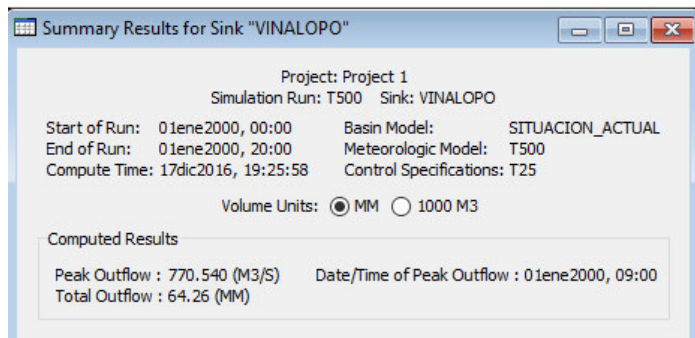 Summary Results for Sink "VINALOPO"
Project: Project 1
Simulation Run: T500 Sink: VINALOPO
Start of Run: 01ene2000, 00:00 Basin Model: SITUACION_ACTUAL
End of Run: 01ene2000, 20:00 Meteorologic Model: T500
Compute Time: 17dic2016, 19:25:58 Control Specifications: T25
Volume Units: MM 1000 M3
Computed Results
Peak Outflow : 770.540 (M3/S) Date/Time of Peak Outflow : 01ene2000, 09:00
Total Outflow : 64.26 (MM)